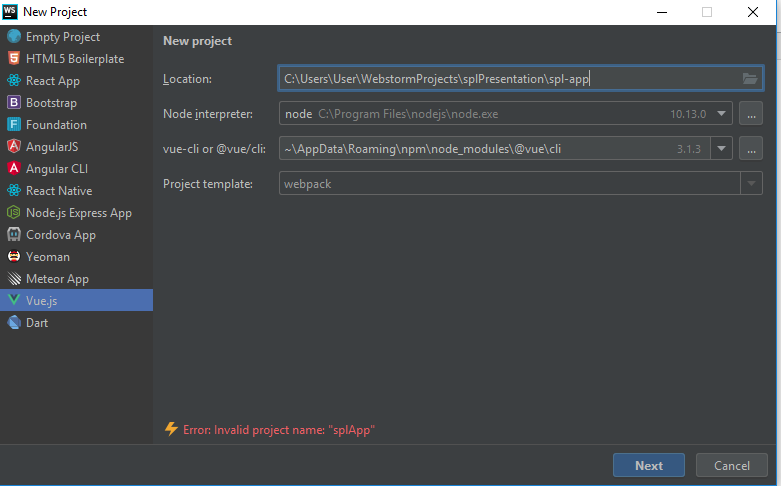 WS New Project
Empty Project
HTML5 Boilerplate
React App
Bootstrap
Foundation
AngularJS
Angular CLI
React Native
Node.js Express App
Cordova App
Yeoman
Meteor App
Vue.js
Dart
New project
Location: C:\Users\User\WebstormProjects\splPresentation\spl-app
Node interpreter: node C:\Program Files\nodejs\node.exe 10.13.0 ...
vue-cli or @vue/cli: ~\AppData\Roaming\npm\node_modules\@vue\cli 3.1.3 ...
Project template: webpack
Error: Invalid project name: "splApp"
Next Cancel